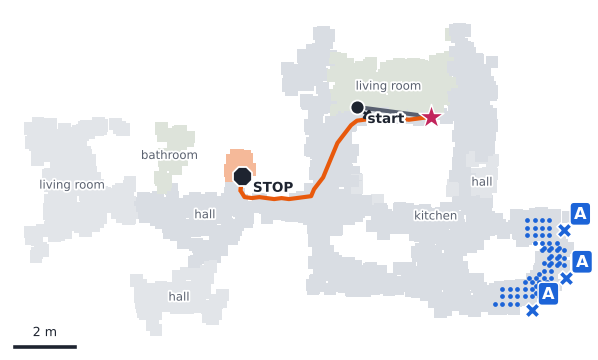 living room
start
bathroom
living room
STOP
hall
hall
kitchen
A
A
A
hall
2 m